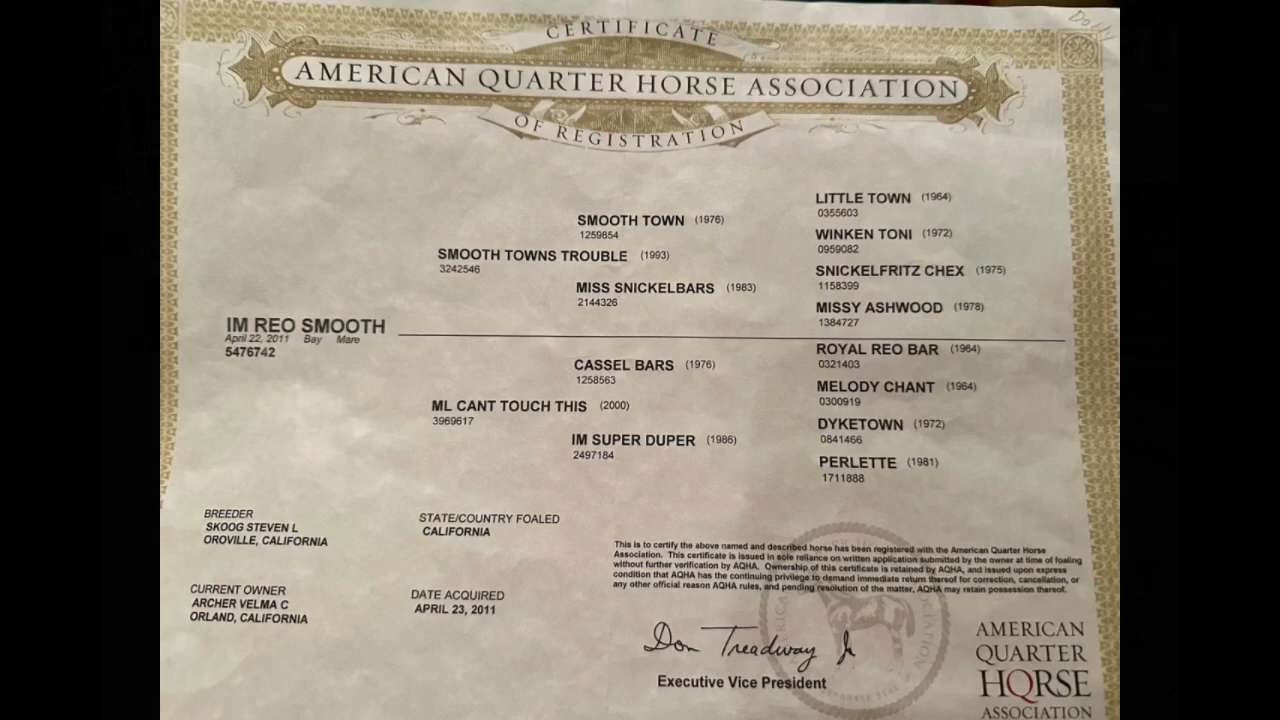 CERTIFICATE
AMERICAN QUARTER HORSE ASSOCIATION
OF REGISTRATION
LITTLE TOWN (1964)
0355603
SMOOTH TOWN (1976)
1259854
WINKEN TONI (1972)
0959082
SMOOTH TOWNS TROUBLE (1993)
3242546
SNICKELFRITZ CHEX (1975)
1158399
MISS SNICKELBARS (1983)
2144326
MISSY ASHWOOD (1978)
1384727
IM REO SMOOTH
April 22, 2011 Bay Mare
5476742
ROYAL REO BAR (1964)
0321403
CASSEL BARS (1976)
1258563
MELODY CHANT (1964)
0300919
ML CANT TOUCH THIS (2000)
3969617
DYKETOWN (1972)
0841466
IM SUPER DUPER (1986)
2497184
PERLETTE (1981)
1711888
BREEDER
SKOOG STEVEN L
OROVILLE, CALIFORNIA
STATE/COUNTRY FOALED
CALIFORNIA
CURRENT OWNER
ARCHER VELMA C
ORLAND, CALIFORNIA
DATE ACQUIRED
APRIL 23, 2011
This is to certify the above named and described horse has been registered with the American Quarter Horse
Association. This certificate is issued in sole reliance on written application submitted by the owner at time of foaling
without further verification by AQHA. Ownership of this certificate is retained by AQHA, and issued upon express
condition that AQHA has the continuing privilege to demand immediate return thereof for correction, cancellation, or
any other official reason AQHA rules, and pending resolution of the matter, AQHA may retain possession thereof.
Don Treadway Jr
Executive Vice President
AMERICAN
QUARTER
HORSE
ASSOCIATION